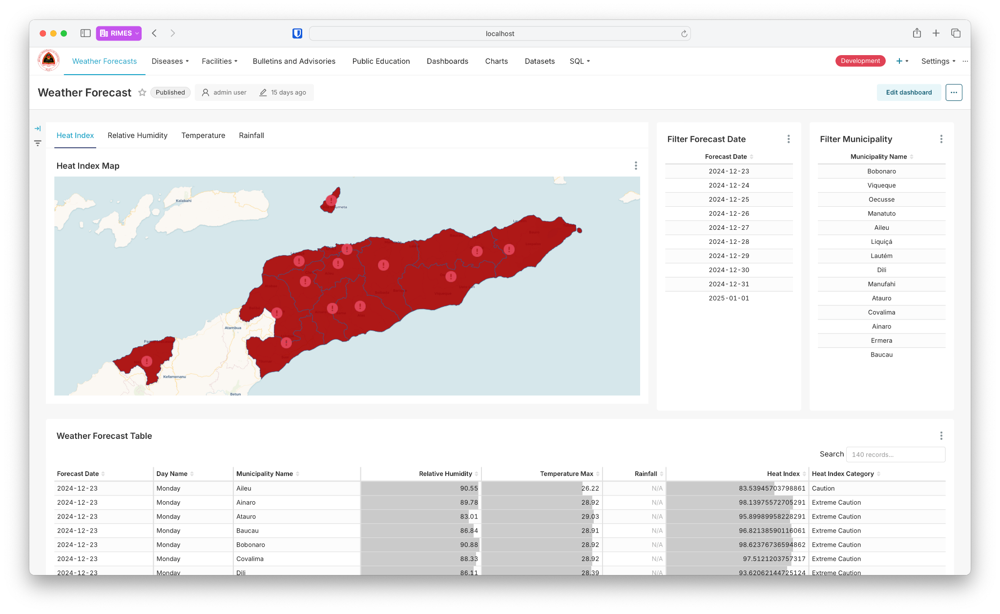 RIMES
localhost
Weather Forecasts Diseases Facilities Bulletins and Advisories Public Education Dashboards Charts Datasets SQL Development + Settings ...
Weather Forecast Published admin user 15 days ago Edit dashboard ...
Heat Index Relative Humidity Temperature Rainfall
Heat Index Map
Kalabahi
Atambua
Kefamenanu
Betun
Viqueque
Filter Forecast Date
Forecast Date
2024-12-23
2024-12-24
2024-12-25
2024-12-26
2024-12-27
2024-12-28
2024-12-29
2024-12-30
2024-12-31
2025-01-01
Filter Municipality
Municipality Name
Bobonaro
Viqueque
Oecusse
Manatuto
Aileu
Liquiçá
Lautém
Dili
Manufahi
Atauro
Covalima
Ainaro
Ermera
Baucau
Weather Forecast Table
Search 140 records...
Forecast Date Day Name Municipality Name Relative Humidity Temperature Max Rainfall Heat Index Heat Index Category
2024-12-23 Monday Aileu 90.55 26.22 N/A 83.53945703798861 Caution
2024-12-23 Monday Ainaro 89.78 28.92 N/A 98.13975572705291 Extreme Caution
2024-12-23 Monday Atauro 83.01 29.03 N/A 95.89989958228291 Extreme Caution
2024-12-23 Monday Baucau 86.84 28.91 N/A 96.82138590116061 Extreme Caution
2024-12-23 Monday Bobonaro 90.88 28.92 N/A 98.62376736594862 Extreme Caution
2024-12-23 Monday Covalima 88.33 28.92 N/A 97.5121203757317 Extreme Caution
2024-12-23 Monday Dili 86.11 28.39 N/A 93.62062144725124 Extreme Caution